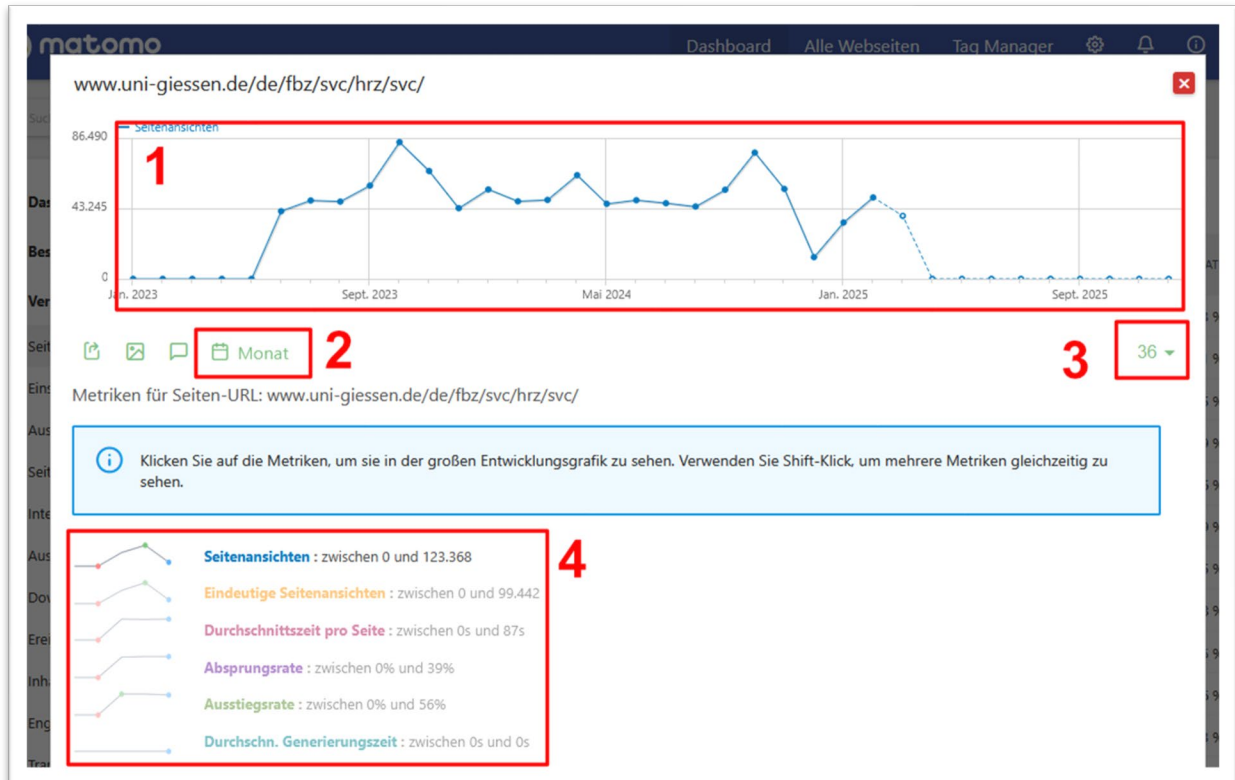 matomo
Dashboard Alle Webseiten Tag Manager
www.uni-giessen.de/de/fbz/svc/hrz/svc/
Seitenansichten
86.490
1
43.245
0
Jan. 2023 Sept. 2023 Mai 2024 Jan. 2025 Sept. 2025
Monat
2
3
36
Metriken für Seiten-URL: www.uni-giessen.de/de/fbz/svc/hrz/svc/
Klicken Sie auf die Metriken, um sie in der großen Entwicklungsgrafik zu sehen. Verwenden Sie Shift-Klick, um mehrere Metriken gleichzeitig zu
sehen.
4
Seitenansichten : zwischen 0 und 123.368
Eindeutige Seitenansichten : zwischen 0 und 99.442
Durchschnittszeit pro Seite : zwischen 0s und 87s
Absprungsrate : zwischen 0% und 39%
Ausstiegsrate : zwischen 0% und 56%
Durchschn. Generierungszeit : zwischen 0s und 0s